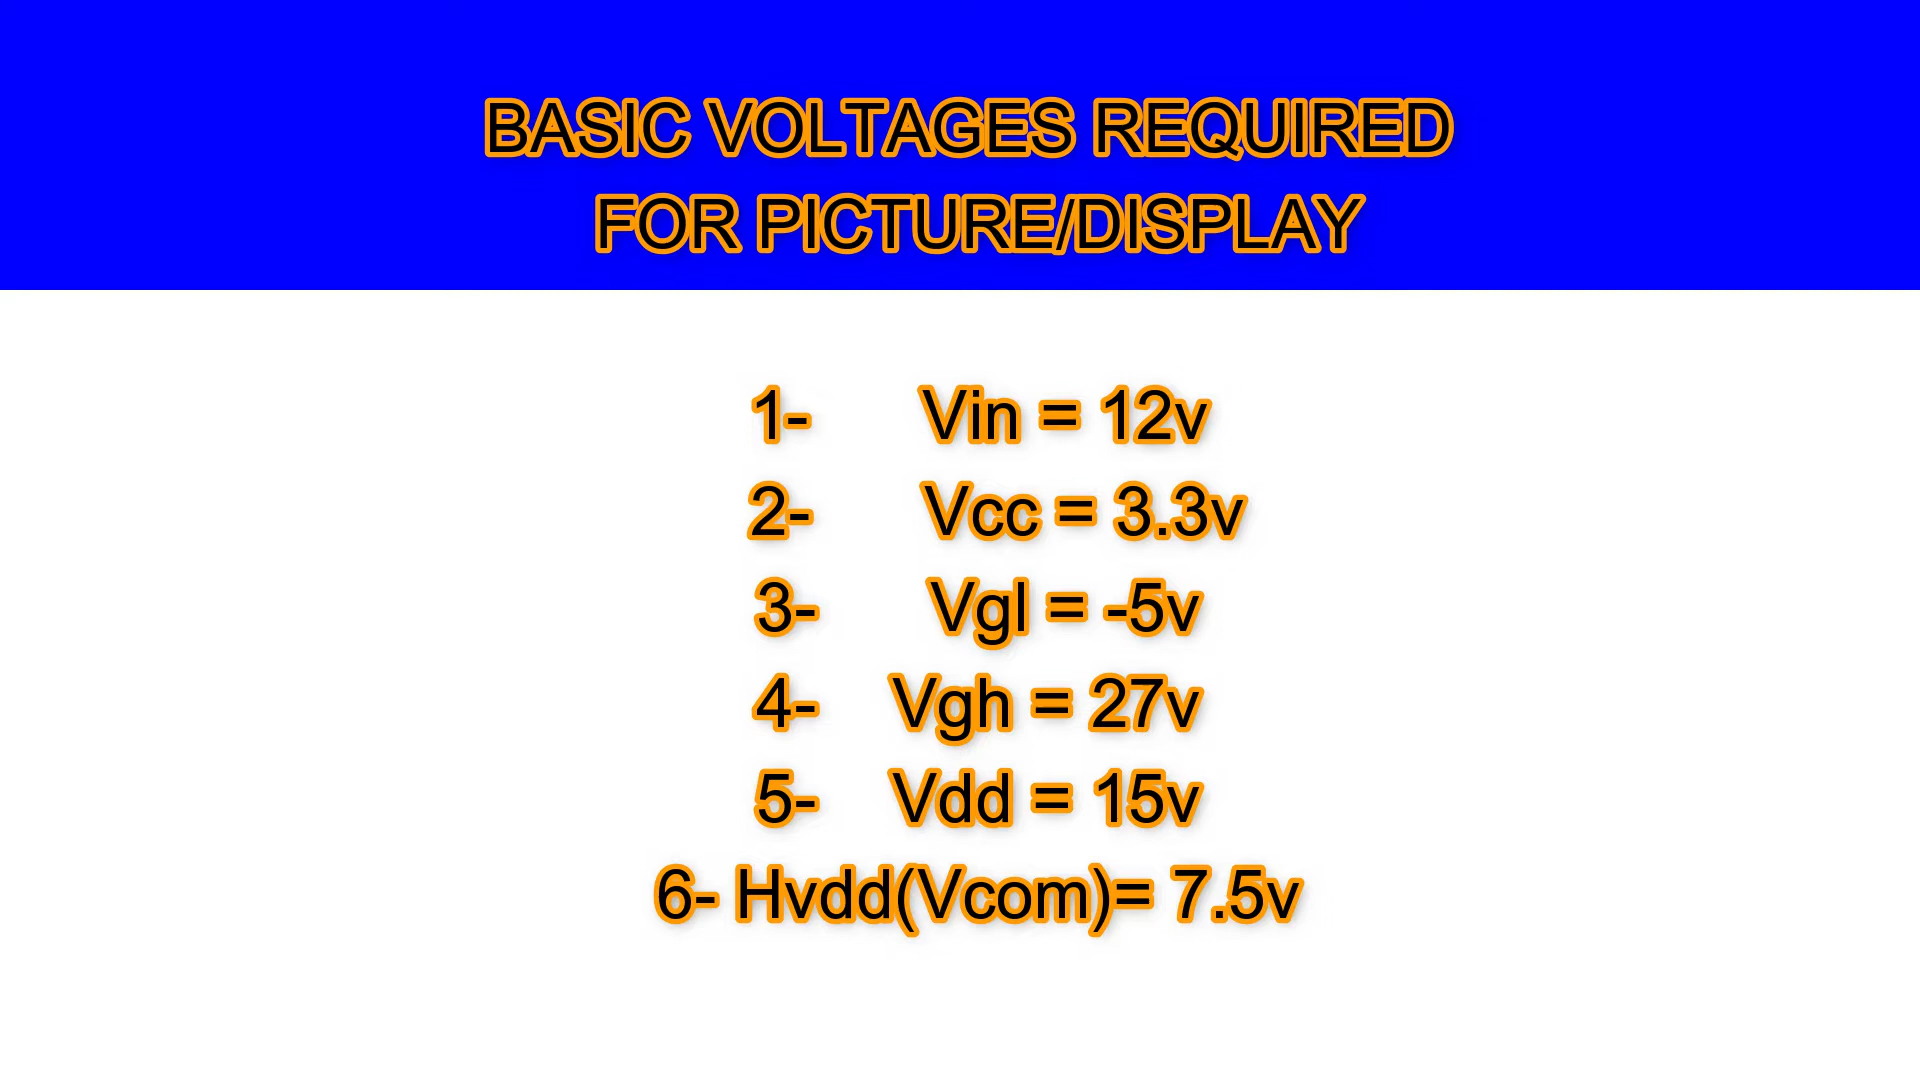 BASIC VOLTAGES REQUIRED
FOR PICTURE/DISPLAY
1- Vin = 12v
2- Vcc = 3.3v
3- Vgl = -5v
4- Vgh = 27v
5- Vdd = 15v
6- Hvdd(Vcom)= 7.5v